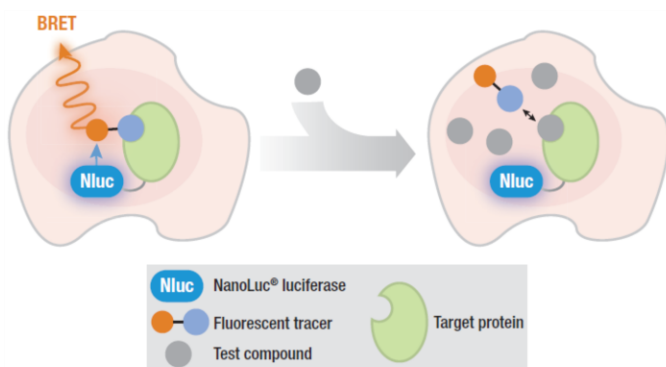 BRET
Nluc
Nluc
Nluc NanoLuc® luciferase
Fluorescent tracer
Test compound
Target protein